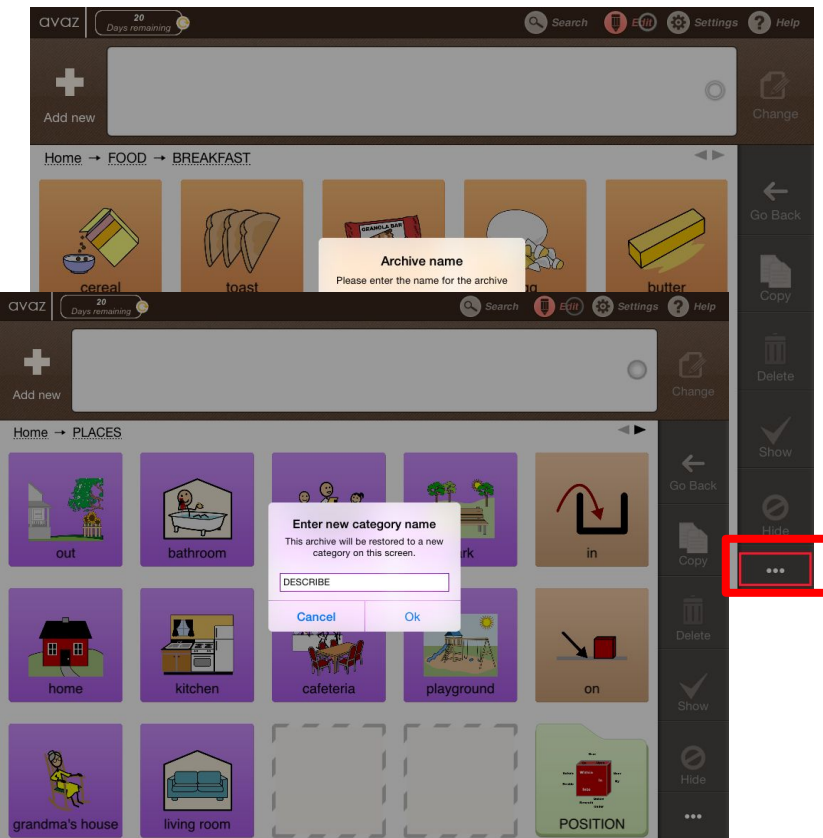 avaz
20
Days remaining
Search
Edit
Settings
? Help
Add new
Change
Home → FOOD → BREAKFAST
Go Back
GRANOLA BAR
Archive name
Please enter the name for the archive
cereal
toast
butter
Copy
Delete
Show
Hide
•••
avaz
20
Days remaining
Search
Edit
Settings
? Help
Add new
Change
Home → PLACES
Go Back
out
bathroom
in
Copy
Enter new category name
This archive will be restored to a new
category on this screen.
DESCRIBE
Cancel Ok
Delete
home
kitchen
cafeteria
playground
on
Show
grandma's house
living room
POSITION
Hide
•••